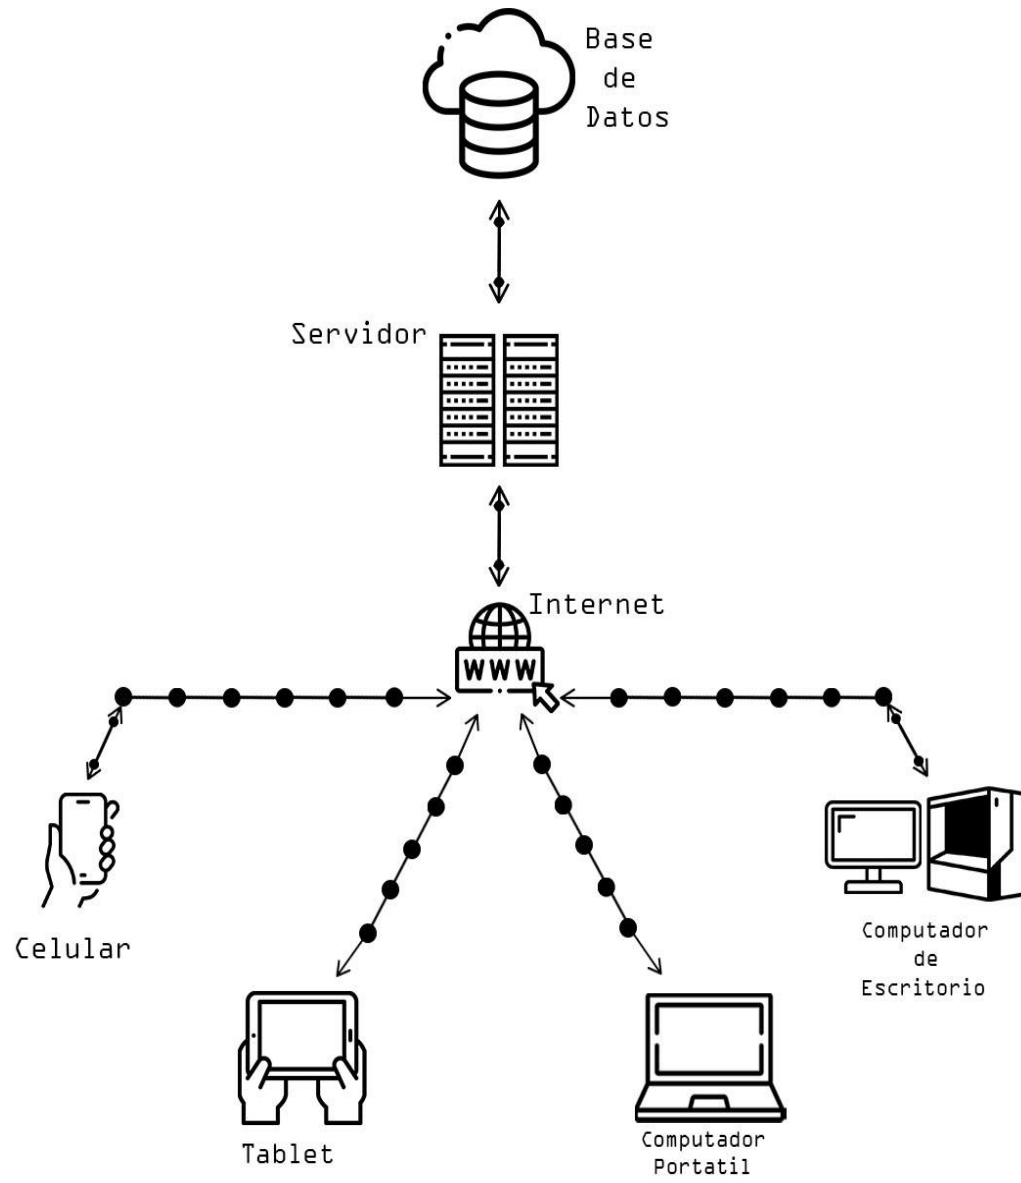 Base
de
Datos
Servidor
Internet
WWW
Celular
Computador
de
Escritorio
Tablet
Computador
Portatil